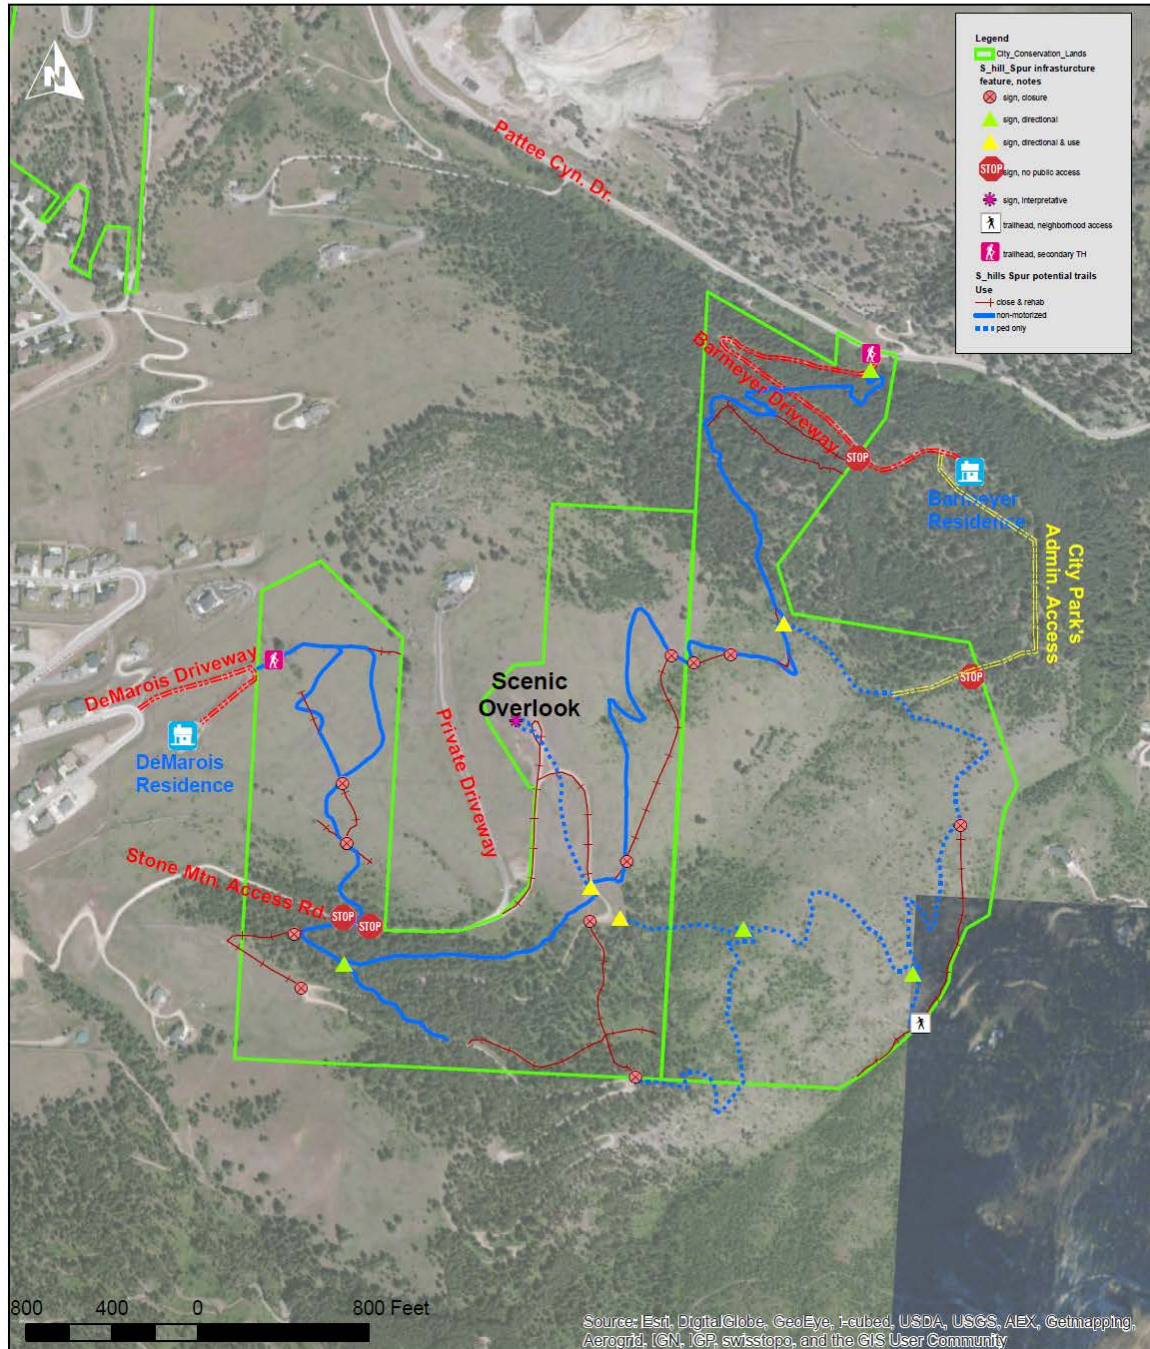 Legend
City_Conservation_Lands
S_hill_Spur infrasturcture
feature, notes
sign, closure
sign, directional
sign, directional & use
STOP
sign, no public access
sign, interpretative
trailhead, neighborhood access
trailhead, secondary TH
S_hills Spur potential trails
Use
close & rehab
non-motorized
ped only
N
Pattee Cyn. Dr.
Barmeyer Driveway
STOP
Barmeyer
Residence
City Park's
Admin. Access
STOP
DeMarois Driveway
DeMarois
Residence
Scenic
Overlook
Private Driveway
Stone Mtn. Access Rd.
STOP
STOP
800 400 0 800 Feet
Source: Esri, DigitalGlobe, GeoEye, i-cubed, USDA, USGS, AEX, Getmapping,
Aerogrid, IGN, IGP, swisstopo, and the GIS User Community